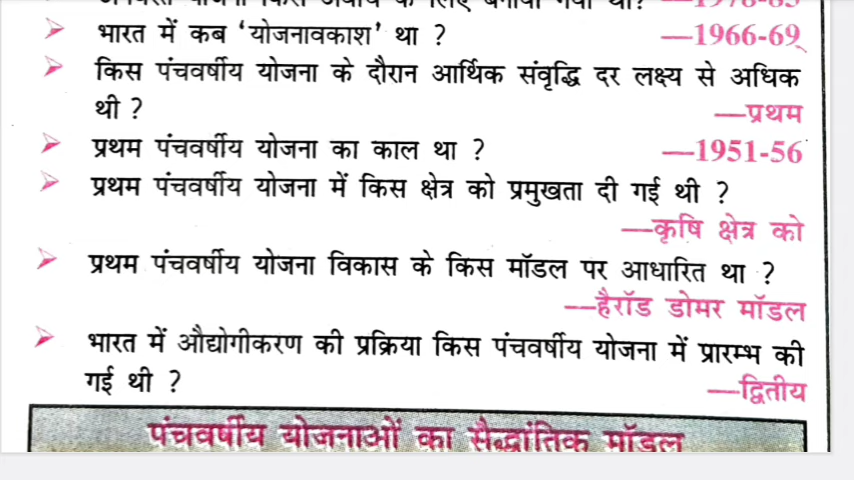 भारत में कब ‘योजनावकाश’ था ? —1966-69
किस पंचवर्षीय योजना के दौरान आर्थिक संवृद्धि दर लक्ष्य से अधिक
थी ? —प्रथम
प्रथम पंचवर्षीय योजना का काल था ? —1951-56
प्रथम पंचवर्षीय योजना में किस क्षेत्र को प्रमुखता दी गई थी ?
—कृषि क्षेत्र को
प्रथम पंचवर्षीय योजना विकास के किस मॉडल पर आधारित था ?
—हैरॉड डोमर मॉडल
भारत में औद्योगीकरण की प्रक्रिया किस पंचवर्षीय योजना में प्रारम्भ की
गई थी ? —द्वितीय
पंचवर्षीय योजनाओं का सैद्धांतिक मॉडल